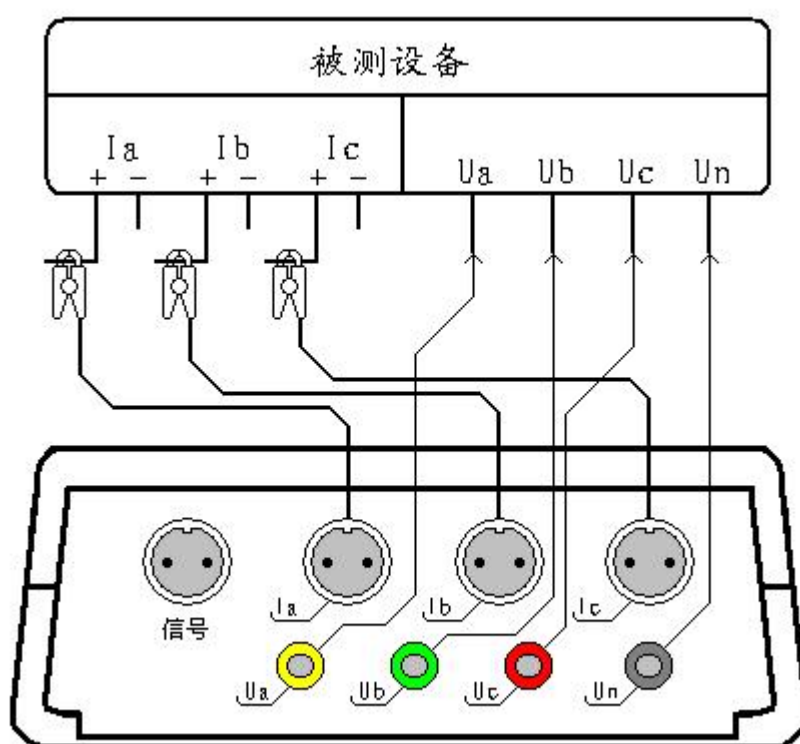 被测设备
Ia Ib Ic
+ − + − + −
Ua Ub Uc Un
Ia Ib Ic
信号
Ua Ub Uc Un